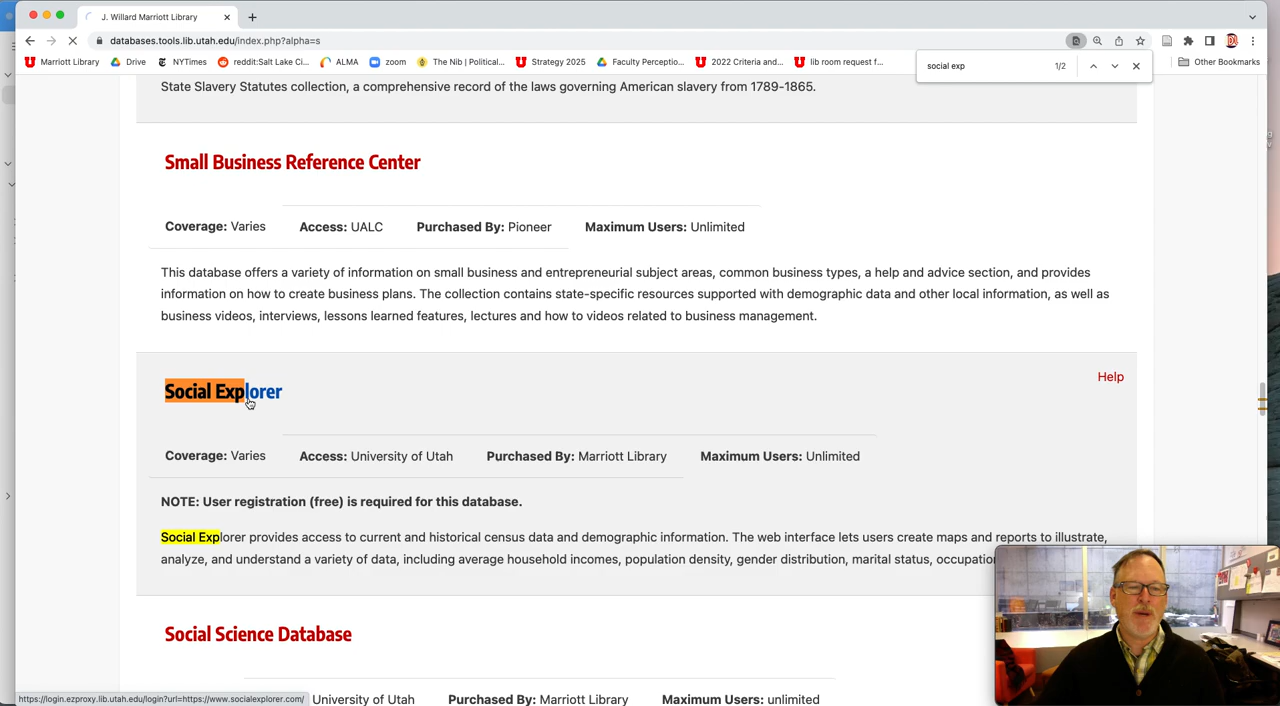 J. Willard Marriott Library
databases.tools.lib.utah.edu/index.php?alpha=s
Marriott Library
Drive
NYTimes
reddit:Salt Lake Ci...
ALMA
zoom
The Nib | Political...
Strategy 2025
Faculty Perceptio...
2022 Criteria and...
lib room request f...
Other Bookmarks
social exp
1/2
State Slavery Statutes collection, a comprehensive record of the laws governing American slavery from 1789-1865.
Small Business Reference Center
Coverage: Varies Access: UALC Purchased By: Pioneer Maximum Users: Unlimited
This database offers a variety of information on small business and entrepreneurial subject areas, common business types, a help and advice section, and provides
information on how to create business plans. The collection contains state-specific resources supported with demographic data and other local information, as well as
business videos, interviews, lessons learned features, lectures and how to videos related to business management.
Help
Social Explorer
Coverage: Varies Access: University of Utah Purchased By: Marriott Library Maximum Users: Unlimited
NOTE: User registration (free) is required for this database.
Social Explorer provides access to current and historical census data and demographic information. The web interface lets users create maps and reports to illustrate,
analyze, and understand a variety of data, including average household incomes, population density, gender distribution, marital status, occupatio
Social Science Database
University of Utah Purchased By: Marriott Library Maximum Users: unlimited
https://login.ezproxy.lib.utah.edu/login?url=https://www.socialexplorer.com/